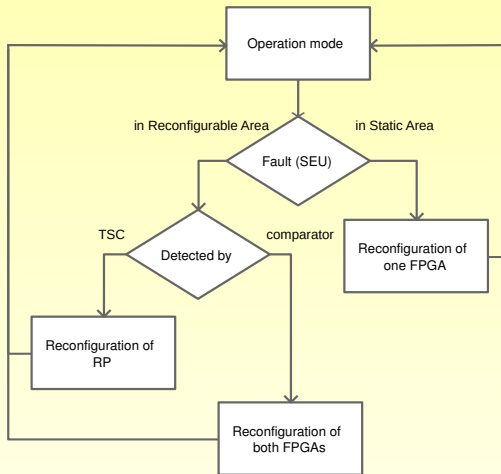 Operation mode
in Reconfigurable Area
in Static Area
Fault (SEU)
TSC
comparator
Detected by
Reconfiguration of
one FPGA
Reconfiguration of
RP
Reconfiguration of
both FPGAs